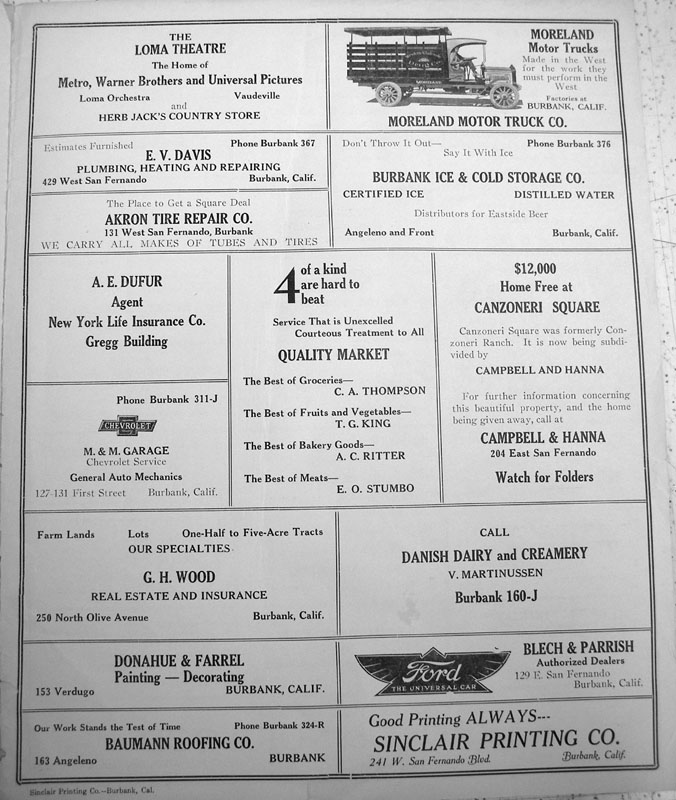 THE
LOMA THEATRE
The Home of
Metro, Warner Brothers and Universal Pictures
Loma Orchestra Vaudeville
and
HERB JACK'S COUNTRY STORE
MORELAND
Motor Trucks
Made in the West
for the work they
must perform in the
West
Factories at
BURBANK, CALIF.
MORELAND MOTOR TRUCK CO.
Estimates Furnished Phone Burbank 367
E. V. DAVIS
PLUMBING, HEATING AND REPAIRING
429 West San Fernando Burbank, Calif.
Don't Throw It Out— Phone Burbank 376
Say It With Ice
BURBANK ICE & COLD STORAGE CO.
CERTIFIED ICE DISTILLED WATER
Distributors for Eastside Beer
Angeleno and Front Burbank, Calif.
The Place to Get a Square Deal
AKRON TIRE REPAIR CO.
131 West San Fernando, Burbank
WE CARRY ALL MAKES OF TUBES AND TIRES
A. E. DUFUR
Agent
New York Life Insurance Co.
Gregg Building
4 of a kind
are hard to
beat
Service That is Unexcelled
Courteous Treatment to All
QUALITY MARKET
The Best of Groceries—
C. A. THOMPSON
The Best of Fruits and Vegetables—
T. G. KING
The Best of Bakery Goods—
A. C. RITTER
The Best of Meats—
E. O. STUMBO
$12,000
Home Free at
CANZONERI SQUARE
Canzoneri Square was formerly Con-
zoneri Ranch. It is now being subdi-
vided by
CAMPBELL AND HANNA
For further information concerning
this beautiful property, and the home
being given away, call at
CAMPBELL & HANNA
204 East San Fernando
Watch for Folders
Phone Burbank 311-J
CHEVROLET
M. & M. GARAGE
Chevrolet Service
General Auto Mechanics
127-131 First Street Burbank, Calif.
Farm Lands Lots One-Half to Five-Acre Tracts
OUR SPECIALTIES
G. H. WOOD
REAL ESTATE AND INSURANCE
250 North Olive Avenue Burbank, Calif.
CALL
DANISH DAIRY and CREAMERY
V. MARTINUSSEN
Burbank 160-J
DONAHUE & FARREL
Painting — Decorating
153 Verdugo BURBANK, CALIF.
Ford
THE UNIVERSAL CAR
BLECH & PARRISH
Authorized Dealers
129 E. San Fernando
Burbank, Calif.
Our Work Stands the Test of Time Phone Burbank 324-R
BAUMANN ROOFING CO.
163 Angeleno BURBANK
Good Printing ALWAYS---
SINCLAIR PRINTING CO.
241 W. San Fernando Blvd. Burbank, Calif.
Sinclair Printing Co.—Burbank, Cal.